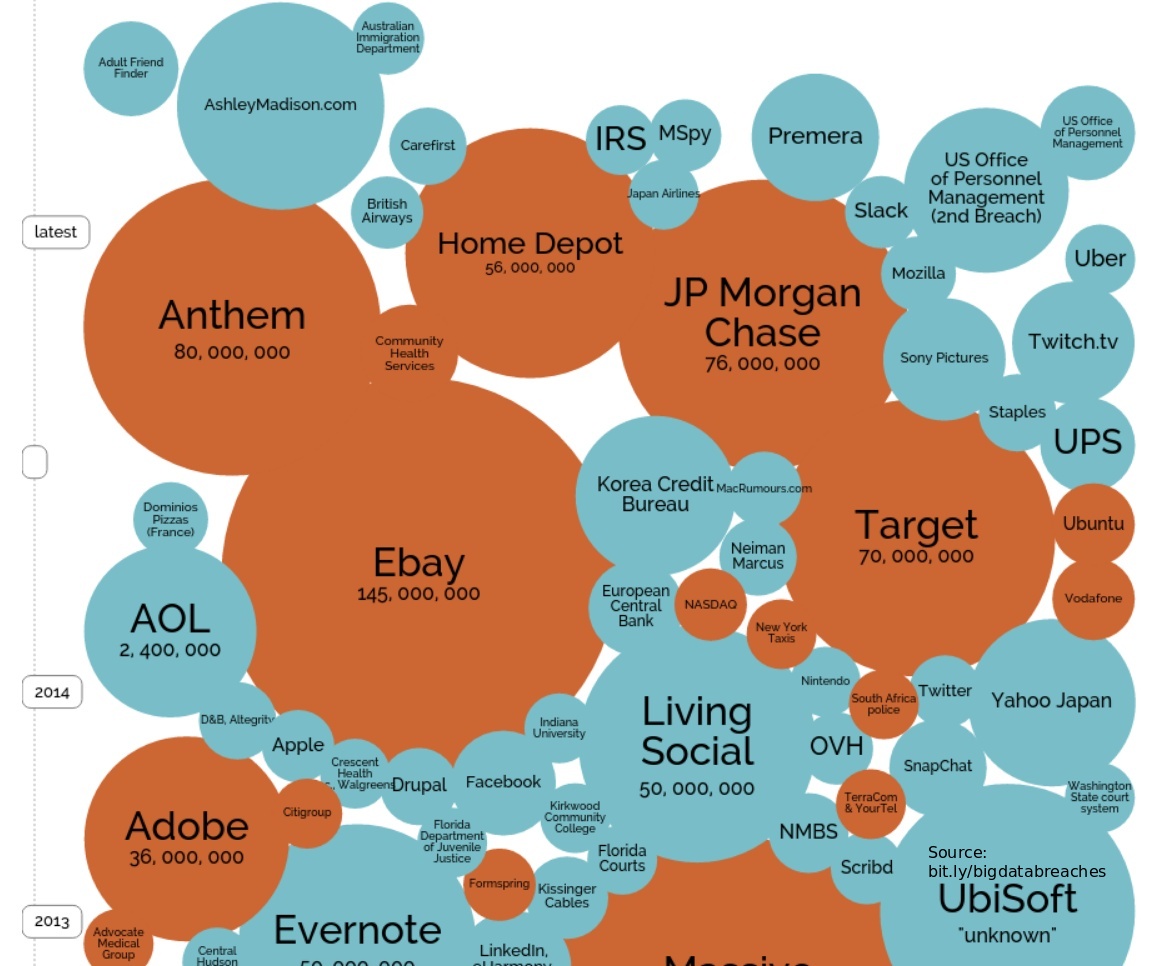 Adult Friend
Finder
AshleyMadison.com
Australian
Immigration
Department
Carefirst
British
Airways
IRS
MSpy
Japan Airlines
Premera
US Office
of Personnel
Management
(2nd Breach)
US Office
of Personnel
Management
Slack
latest
Home Depot
56, 000, 000
Mozilla
Uber
Anthem
80, 000, 000
JP Morgan
Chase
76, 000, 000
Community
Health
Services
Sony Pictures
Twitch.tv
Staples
UPS
Korea Credit
Bureau
MacRumours.com
Dominios
Pizzas
(France)
Target
70, 000, 000
Ubuntu
Neiman
Marcus
Ebay
145, 000, 000
European
Central
Bank
NASDAQ
Vodafone
AOL
2, 400, 000
New York
Taxis
2014
Nintendo
South Africa
police
Twitter
Yahoo Japan
D&B, Altegrity
Apple
Indiana
University
Living
Social
50, 000, 000
OVH
SnapChat
Crescent
Health
., Walgreens
Drupal
Facebook
Washington
State court
system
Adobe
36, 000, 000
Citigroup
Florida
Department
of Juvenile
Justice
Kirkwood
Community
College
TerraCom
& YourTel
NMBS
Florida
Courts
Scribd
Source:
bit.ly/bigdatabreaches
Formspring
Kissinger
Cables
UbiSoft
"unknown"
2013
Advocate
Medical
Group
Central
Hudson
Evernote
50, 000, 000
LinkedIn,
eHarmony,
Massive